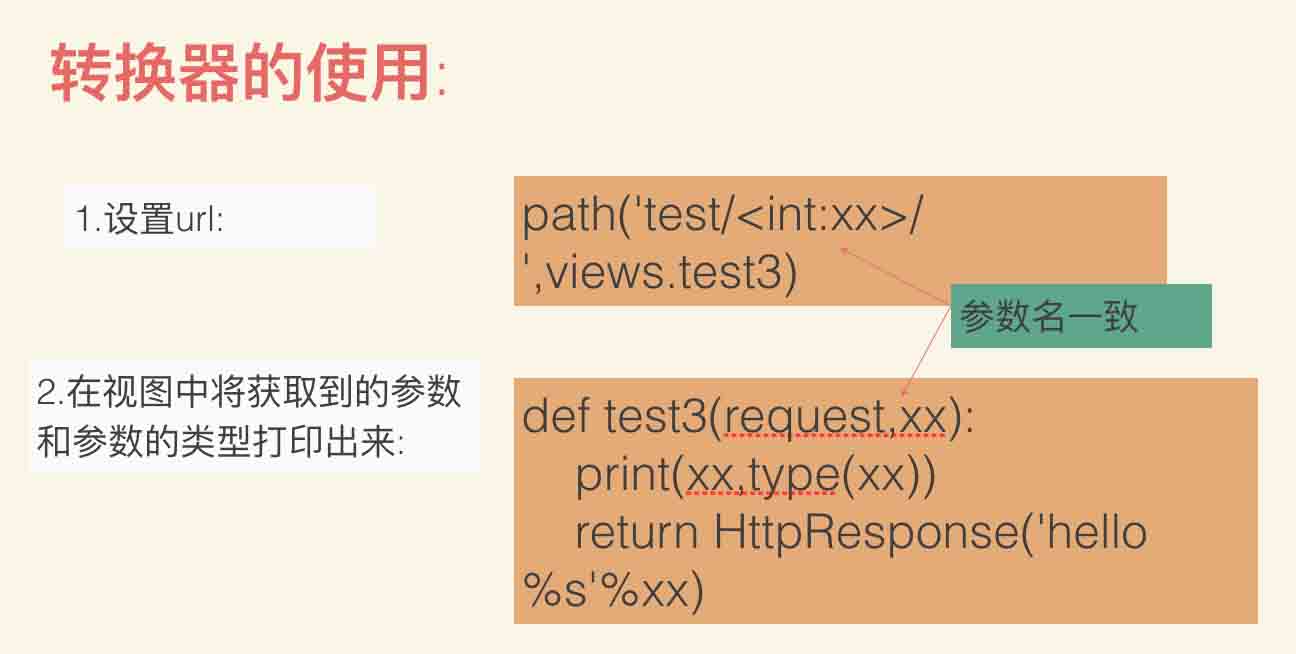 转换器的使用:
1.设置url:
path('test/<int:xx>/
',views.test3)
参数名一致
2.在视图中将获取到的参数
和参数的类型打印出来:
def test3(request,xx):
    print(xx,type(xx))
    return HttpResponse('hello
%s'%xx)